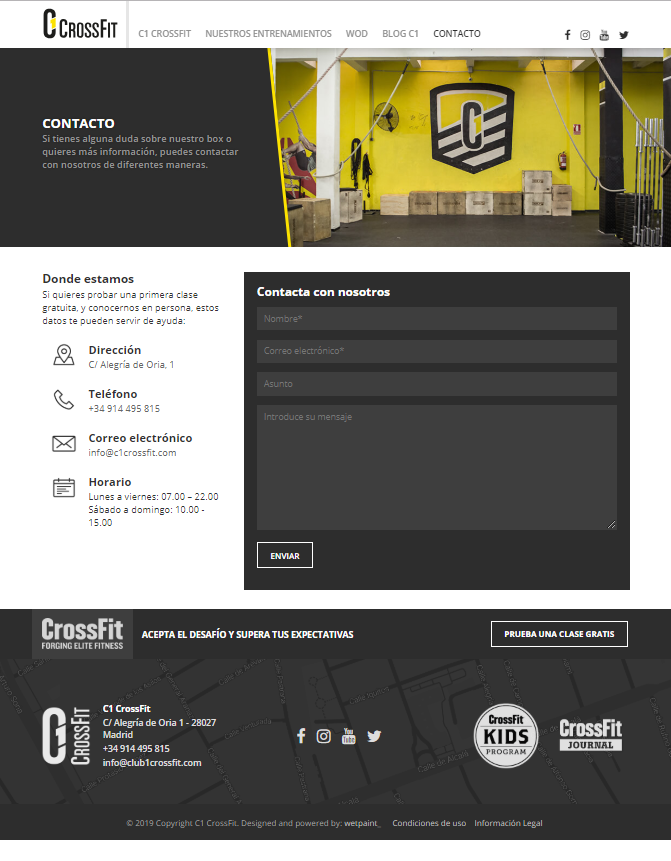 C1 CROSSFIT
C1 CROSSFIT NUESTROS ENTRENAMIENTOS WOD BLOG C1 CONTACTO
CONTACTO
Si tienes alguna duda sobre nuestro box o
quieres más información, puedes contactar
con nosotros de diferentes maneras.
C
Donde estamos
Si quieres probar una primera clase
gratuita, y conocernos en persona, estos
datos te pueden servir de ayuda:
Dirección
C/ Alegría de Oria, 1
Teléfono
+34 914 495 815
Correo electrónico
info@c1crossfit.com
Horario
Lunes a viernes: 07.00 – 22.00
Sábado a domingo: 10.00 -
15.00
Contacta con nosotros
Nombre*
Correo electrónico*
Asunto
Introduce su mensaje
ENVIAR
CrossFit
FORGING ELITE FITNESS
ACEPTA EL DESAFÍO Y SUPERA TUS EXPECTATIVAS
PRUEBA UNA CLASE GRATIS
C1 CROSSFIT
C1 CrossFit
C/ Alegría de Oria 1 - 28027
Madrid
+34 914 495 815
info@club1crossfit.com
You Tube
CrossFit
KIDS
PROGRAM
CrossFit
JOURNAL
© 2019 Copyright C1 CrossFit. Designed and powered by: wetpaint_ Condiciones de uso Información Legal